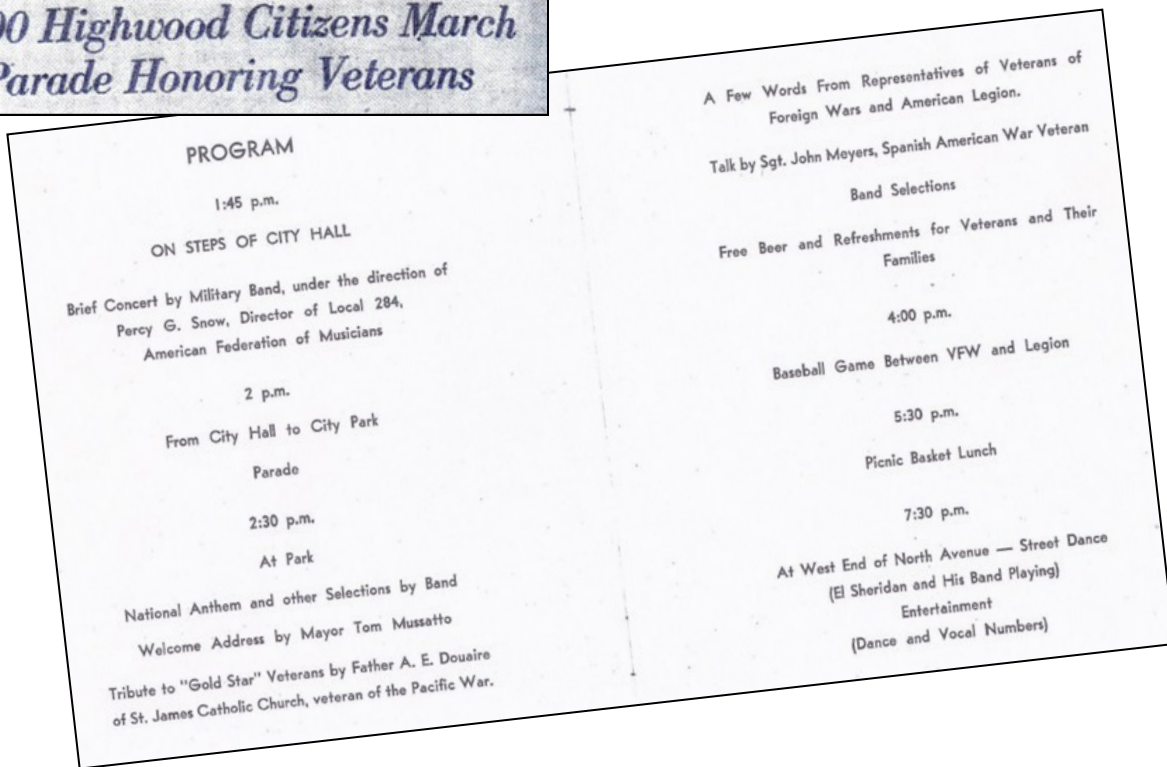 00 Highwood Citizens March
Parade Honoring Veterans
PROGRAM
1:45 p.m.
ON STEPS OF CITY HALL
Brief Concert by Military Band, under the direction of
Percy G. Snow, Director of Local 284,
American Federation of Musicians
2 p.m.
From City Hall to City Park
Parade
2:30 p.m.
At Park
National Anthem and other Selections by Band
Welcome Address by Mayor Tom Mussatto
Tribute to "Gold Star" Veterans by Father A. E. Douaire
of St. James Catholic Church, veteran of the Pacific War.
A Few Words From Representatives of Veterans of
Foreign Wars and American Legion.
Talk by Sgt. John Meyers, Spanish American War Veteran
Band Selections
Free Beer and Refreshments for Veterans and Their
Families
4:00 p.m.
Baseball Game Between VFW and Legion
5:30 p.m.
Picnic Basket Lunch
7:30 p.m.
At West End of North Avenue — Street Dance
(El Sheridan and His Band Playing)
Entertainment
(Dance and Vocal Numbers)